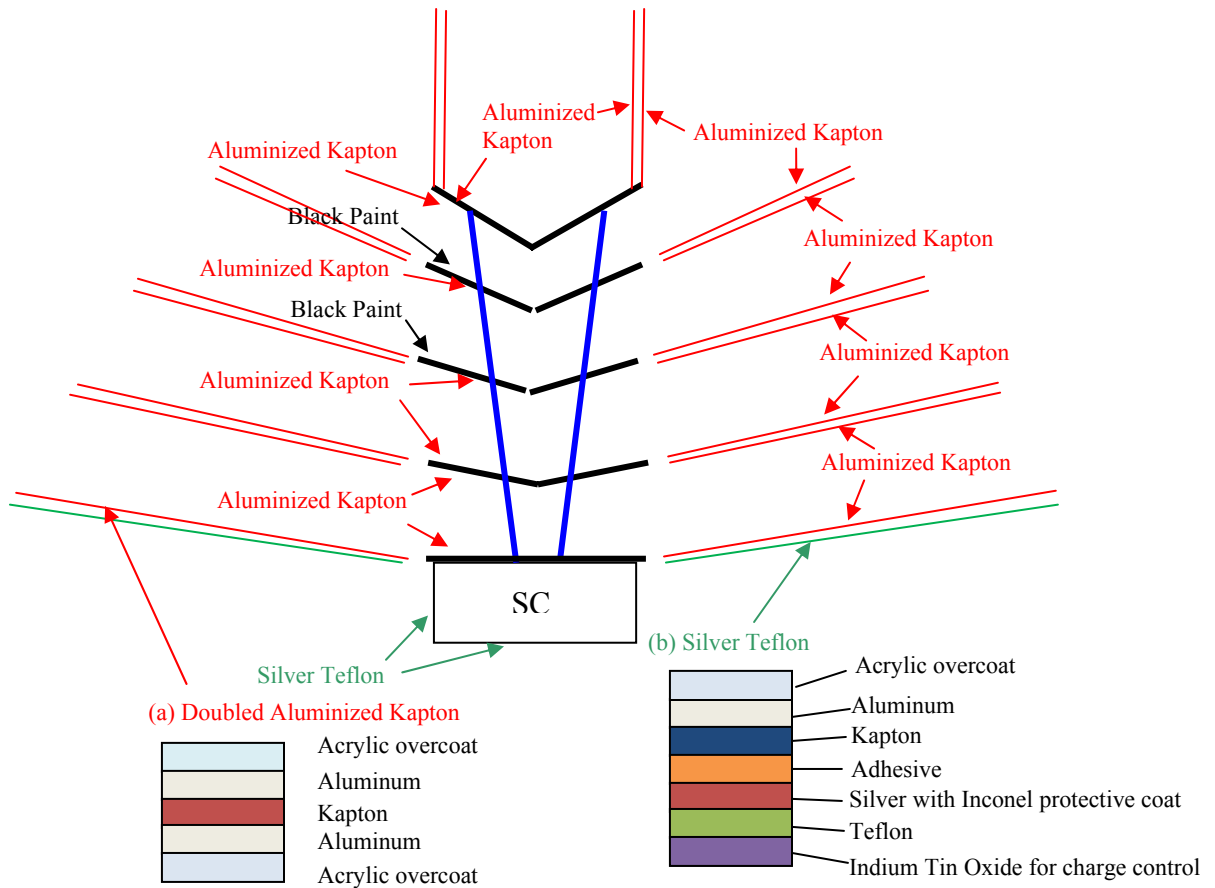 Aluminized
Kapton
Aluminized Kapton
Aluminized Kapton
Black Paint
Aluminized Kapton
Aluminized Kapton
Black Paint
Aluminized Kapton
Aluminized Kapton
Aluminized Kapton
Aluminized Kapton
SC
(b) Silver Teflon
Silver Teflon
(a) Doubled Aluminized Kapton
Acrylic overcoat
Aluminum
Kapton
Aluminum
Acrylic overcoat
Acrylic overcoat
Aluminum
Kapton
Adhesive
Silver with Inconel protective coat
Teflon
Indium Tin Oxide for charge control